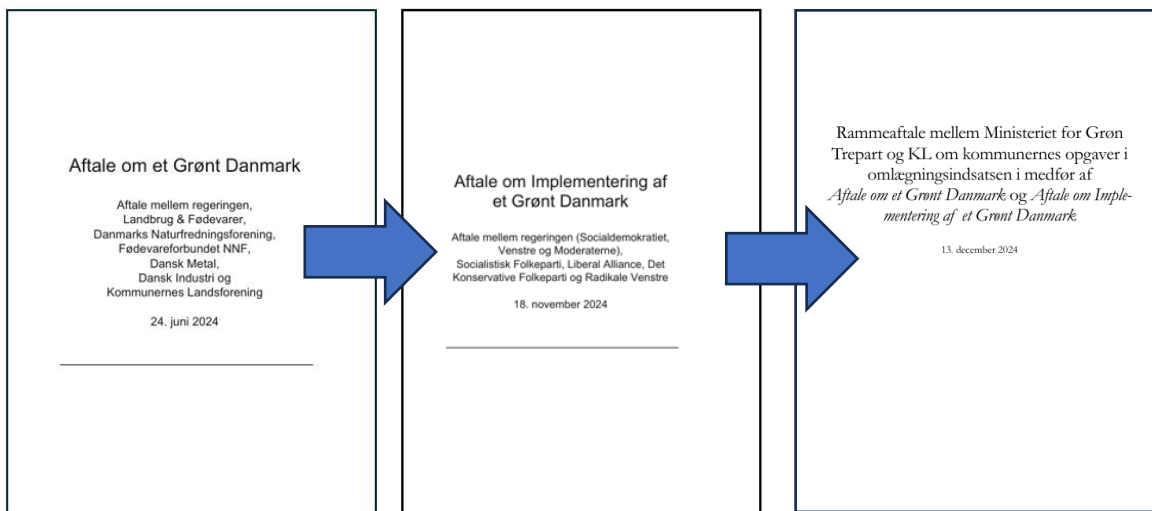 Aftale om et Grønt Danmark
Aftale mellem regeringen,
Landbrug & Fødevarer,
Danmarks Naturfredningsforening,
Fødevareforbundet NNF,
Dansk Metal,
Dansk Industri og
Kommunernes Landsforening
24. juni 2024
Aftale om Implementering af
et Grønt Danmark
Aftale mellem regeringen (Socialdemokratiet,
Venstre og Moderaterne),
Socialistisk Folkeparti, Liberal Alliance, Det
Konservative Folkeparti og Radikale Venstre
18. november 2024
Rammeaftale mellem Ministeriet for Grøn
Trepart og KL om kommunernes opgaver i
omlægningsindsatsen i medfør af
Aftale om et Grønt Danmark og Aftale om Imple-
mentering af et Grønt Danmark
13. december 2024